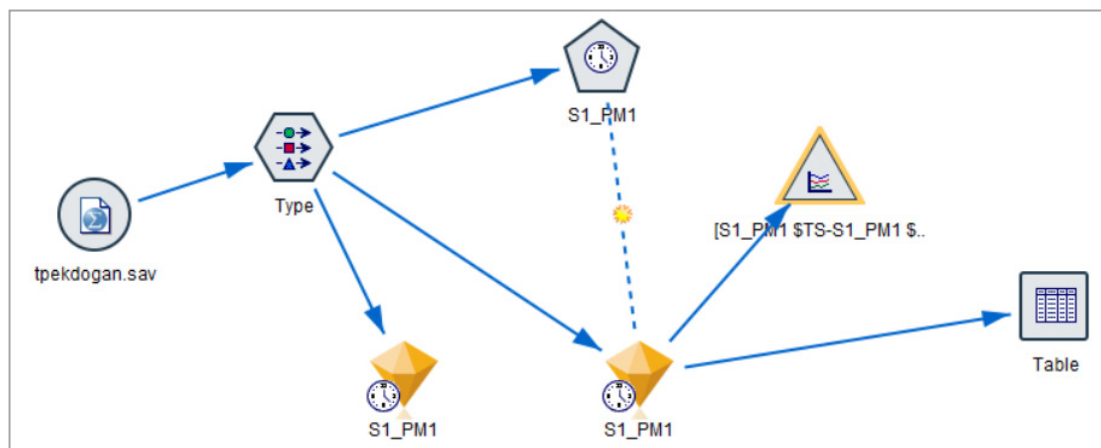 S1_PM1
Type
[S1_PM1 $TS-S1_PM1 $..
tpekdogan.sav
Table
S1_PM1
S1_PM1